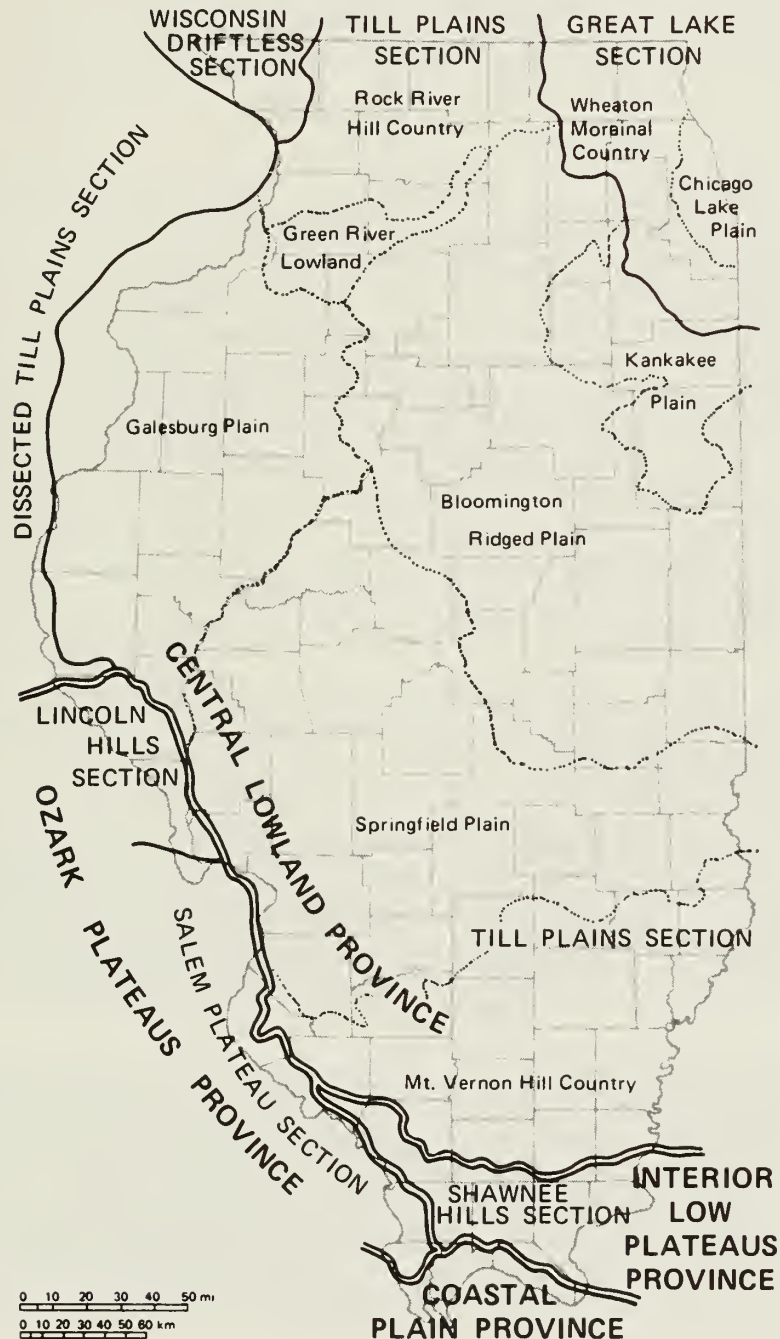 WISCONSIN
DRIFTLESS
SECTION
TILL PLAINS
SECTION
GREAT LAKE
SECTION
Rock River
Hill Country
Wheaton
Morainal
Country
Chicago
Lake
Plain
DISSECTED TILL PLAINS SECTION
Green River
Lowland
Kankakee
Plain
Galesburg Plain
Bloomington
Ridged Plain
CENTRAL LOWLAND PROVINCE
LINCOLN
HILLS
SECTION
OZARK PLATEAUS PROVINCE
Springfield Plain
SALEM PLATEAU SECTION
TILL PLAINS SECTION
Mt. Vernon Hill Country
SHAWNEE
HILLS SECTION
INTERIOR
LOW
PLATEAUS
PROVINCE
COASTAL
PLAIN PROVINCE
0 10 20 30 40 50 mi
0 10 20 30 40 50 60 km